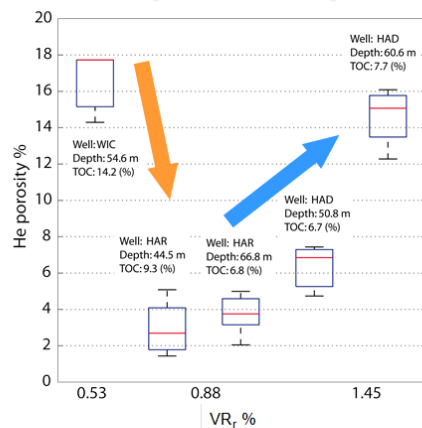 20
18
16
14
12
10
8
6
4
2
0
He porosity %
Well: WIC
Depth: 54.6 m
TOC: 14.2 (%)
Well: HAR
Depth: 44.5 m
TOC: 9.3 (%)
Well: HAR
Depth: 66.8 m
TOC: 6.8 (%)
Well: HAD
Depth: 50.8 m
TOC: 6.7 (%)
Well: HAD
Depth: 60.6 m
TOC: 7.7 (%)
0.53 0.88 1.45
VRr %